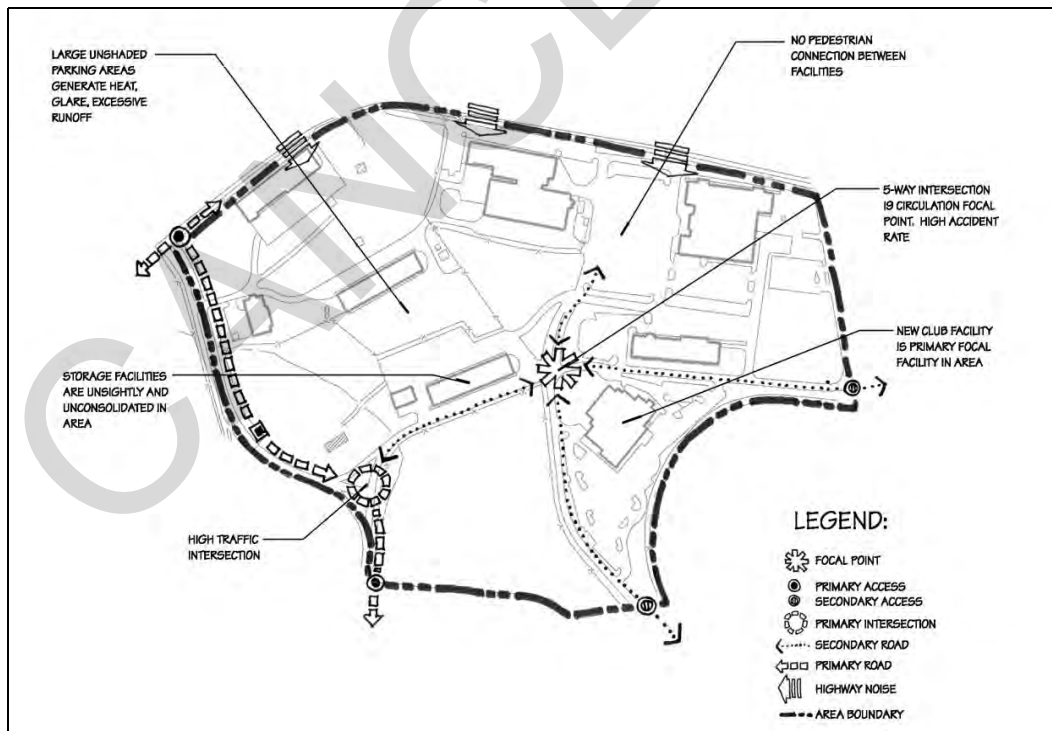 LARGE UNSHADED
PARKING AREAS
GENERATE HEAT,
GLARE, EXCESSIVE
RUNOFF
NO PEDESTRIAN
CONNECTION BETWEEN
FACILITIES
5-WAY INTERSECTION
IS CIRCULATION FOCAL
POINT. HIGH ACCIDENT
RATE
NEW CLUB FACILITY
IS PRIMARY FOCAL
FACILITY IN AREA
STORAGE FACILITIES
ARE UNSIGHTLY AND
UNCONSOLIDATED IN
AREA
HIGH TRAFFIC
INTERSECTION
LEGEND:
FOCAL POINT
PRIMARY ACCESS
SECONDARY ACCESS
PRIMARY INTERSECTION
SECONDARY ROAD
PRIMARY ROAD
HIGHWAY NOISE
AREA BOUNDARY